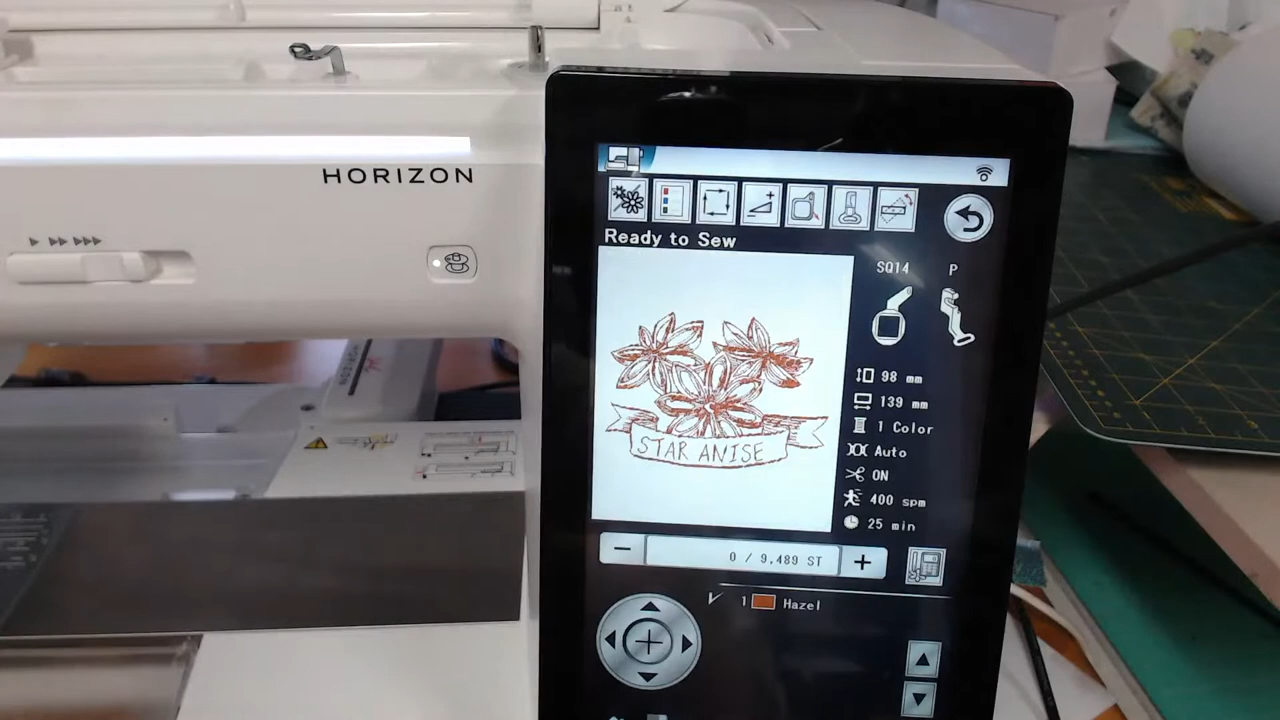 HORIZON
Ready to Sew
SQ14 P
98 mm
139 mm
STAR ANISE
1 Color
Auto
ON
400 spm
25 min
0 / 9,489 ST
1 Hazel
HORIZON